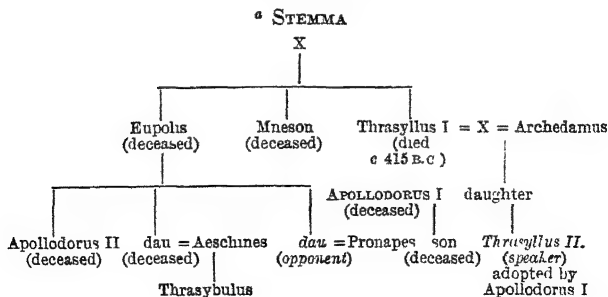 a STEMMA
X
Eupolis Mneson Thrasyllus I = X = Archedamus
(deceased) (deceased) (died
c 415 B.C)
APOLLODORUS I daughter
(deceased)
Apollodorus II dau = Aeschines dau = Pronapes son Thrasyllus II.
(deceased) (deceased) (opponent) (deceased) (speaker)
Thrasybulus adopted by
Apollodorus I